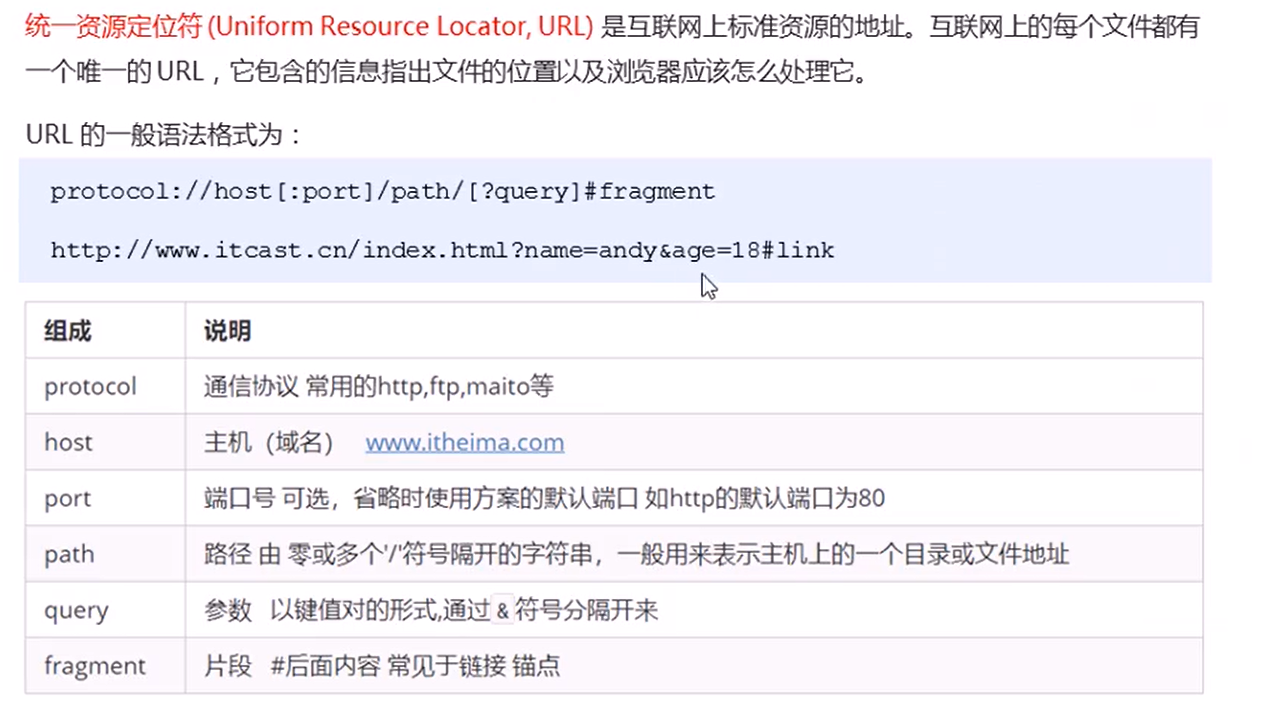 统一资源定位符 (Uniform Resource Locator, URL) 是互联网上标准资源的地址。互联网上的每个文件都有
一个唯一的 URL，它包含的信息指出文件的位置以及浏览器应该怎么处理它。
URL 的一般语法格式为：
protocol://host[:port]/path/[?query]#fragment
http://www.itcast.cn/index.html?name=andy&age=18#link
组成 说明
protocol 通信协议 常用的http,ftp,maito等
host 主机（域名） www.itheima.com
port 端口号 可选，省略时使用方案的默认端口 如http的默认端口为80
path 路径 由 零或多个'/'符号隔开的字符串，一般用来表示主机上的一个目录或文件地址
query 参数 以键值对的形式,通过 & 符号分隔开来
fragment 片段 #后面内容 常见于链接 锚点